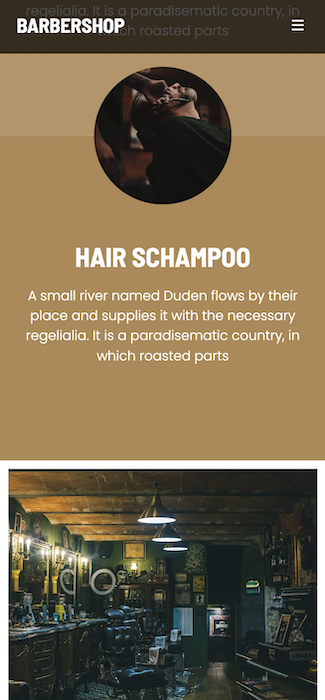 regelialia. It is a paradisematic country, in
BARBERSHOP
which roasted parts
HAIR SCHAMPOO
A small river named Duden flows by their
place and supplies it with the necessary
regelialia. It is a paradisematic country, in
which roasted parts